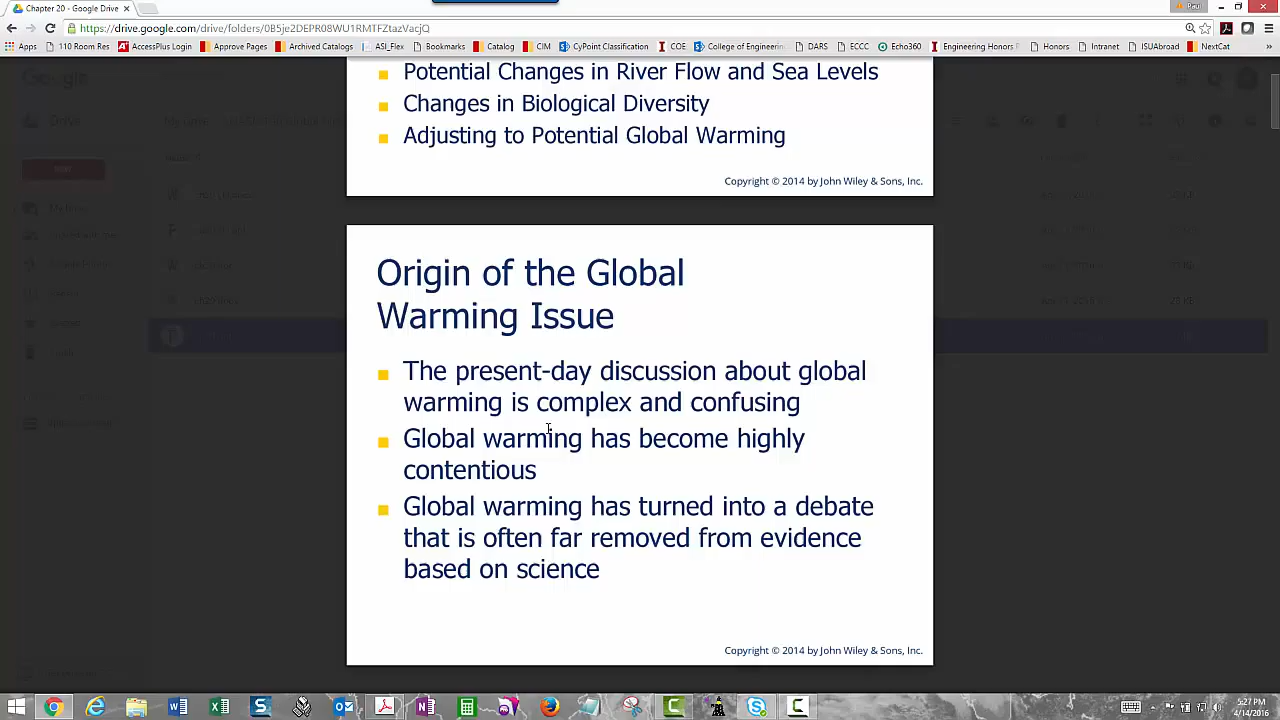 Chapter 20 - Google Drive
Paul
https://drive.google.com/drive/folders/0B5je2DEPR08WU1RMTFZtazVacjQ
Apps 110 Room Res AccessPlus Login Approve Pages Archived Catalogs ASI_Flex Bookmarks Catalog CIM CyPoint Classification COE College of Engineering ECCC Echo360 Engineering Honors Honors Intranet ISUAbroad NextCat »
Potential Changes in River Flow and Sea Levels
Changes in Biological Diversity
Adjusting to Potential Global Warming
Copyright © 2014 by John Wiley & Sons, Inc.
Origin of the Global
Warming Issue
The present-day discussion about global
warming is complex and confusing
Global warming has become highly
contentious
Global warming has turned into a debate
that is often far removed from evidence
based on science
Copyright © 2014 by John Wiley & Sons, Inc.
5:27 PM
4/14/2016